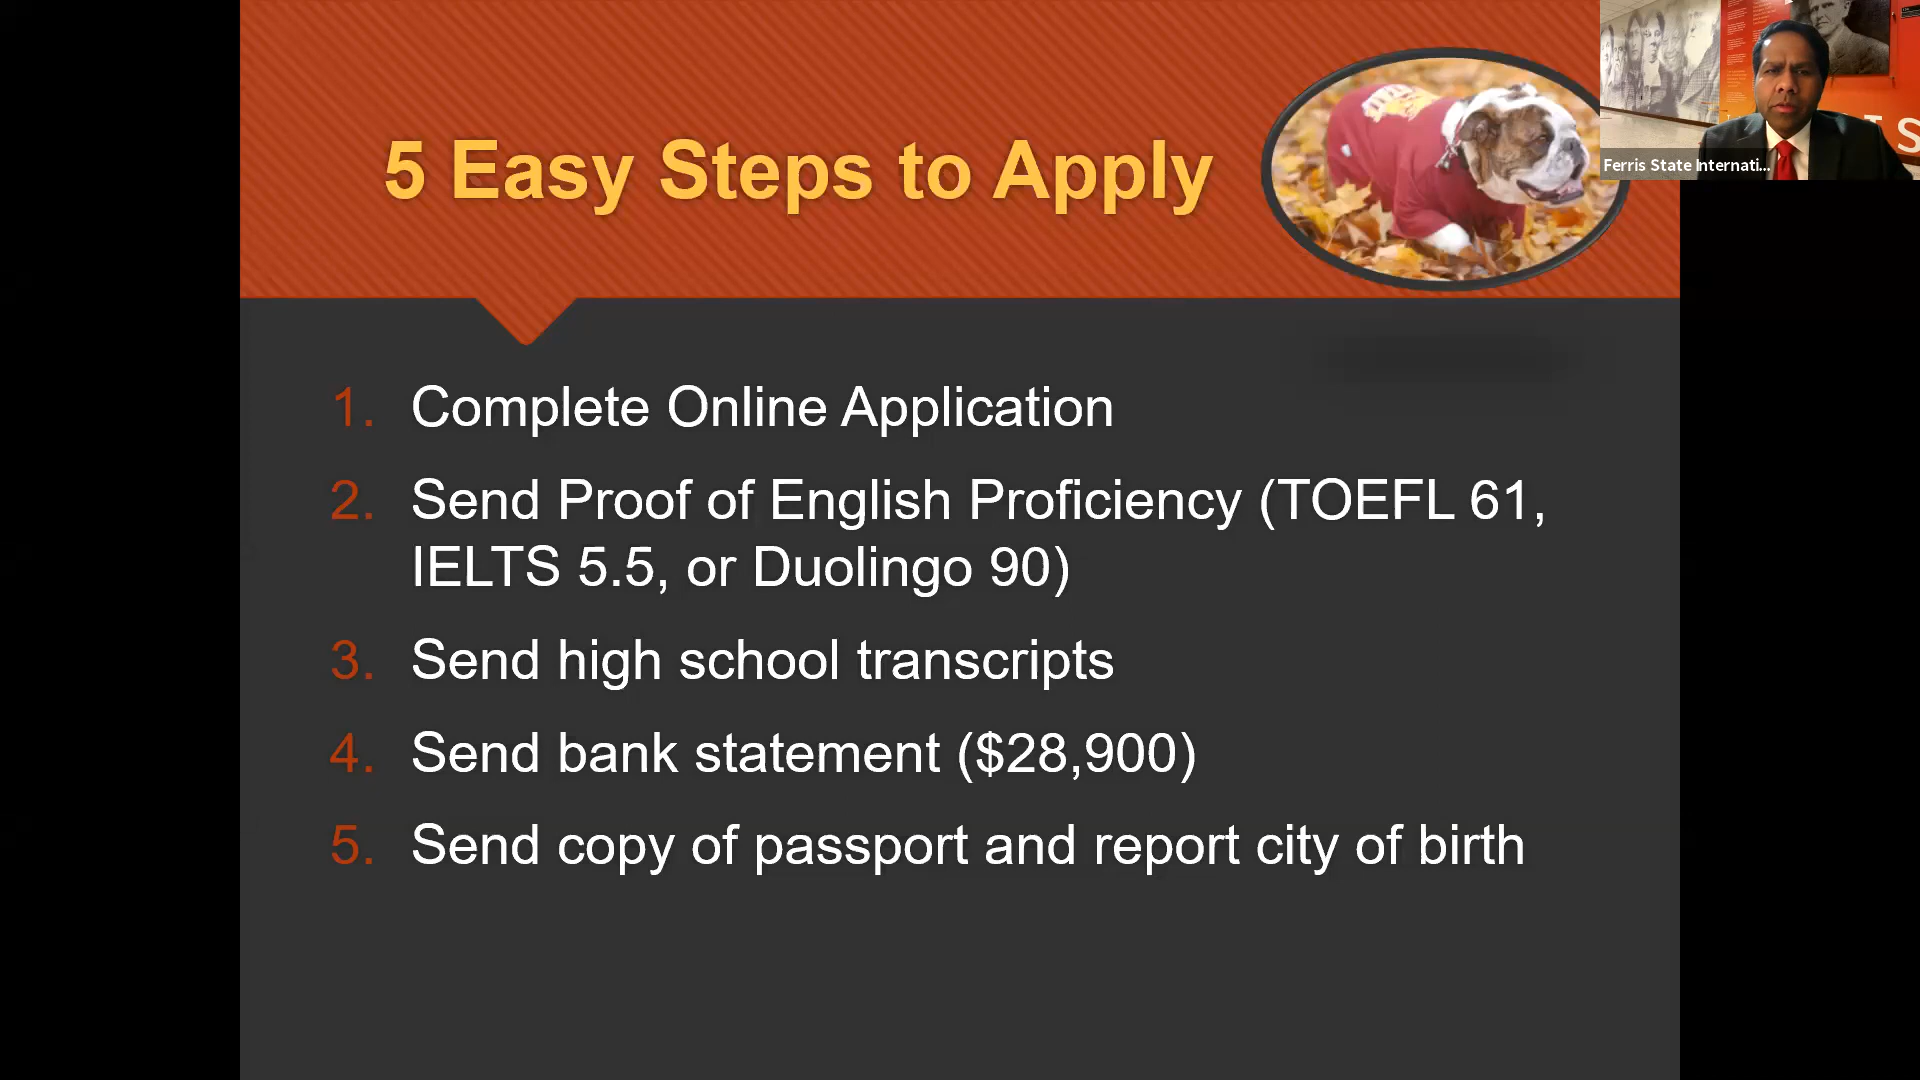 5 Easy Steps to Apply
Ferris State Internati...
1. Complete Online Application
2. Send Proof of English Proficiency (TOEFL 61,
IELTS 5.5, or Duolingo 90)
3. Send high school transcripts
4. Send bank statement ($28,900)
5. Send copy of passport and report city of birth